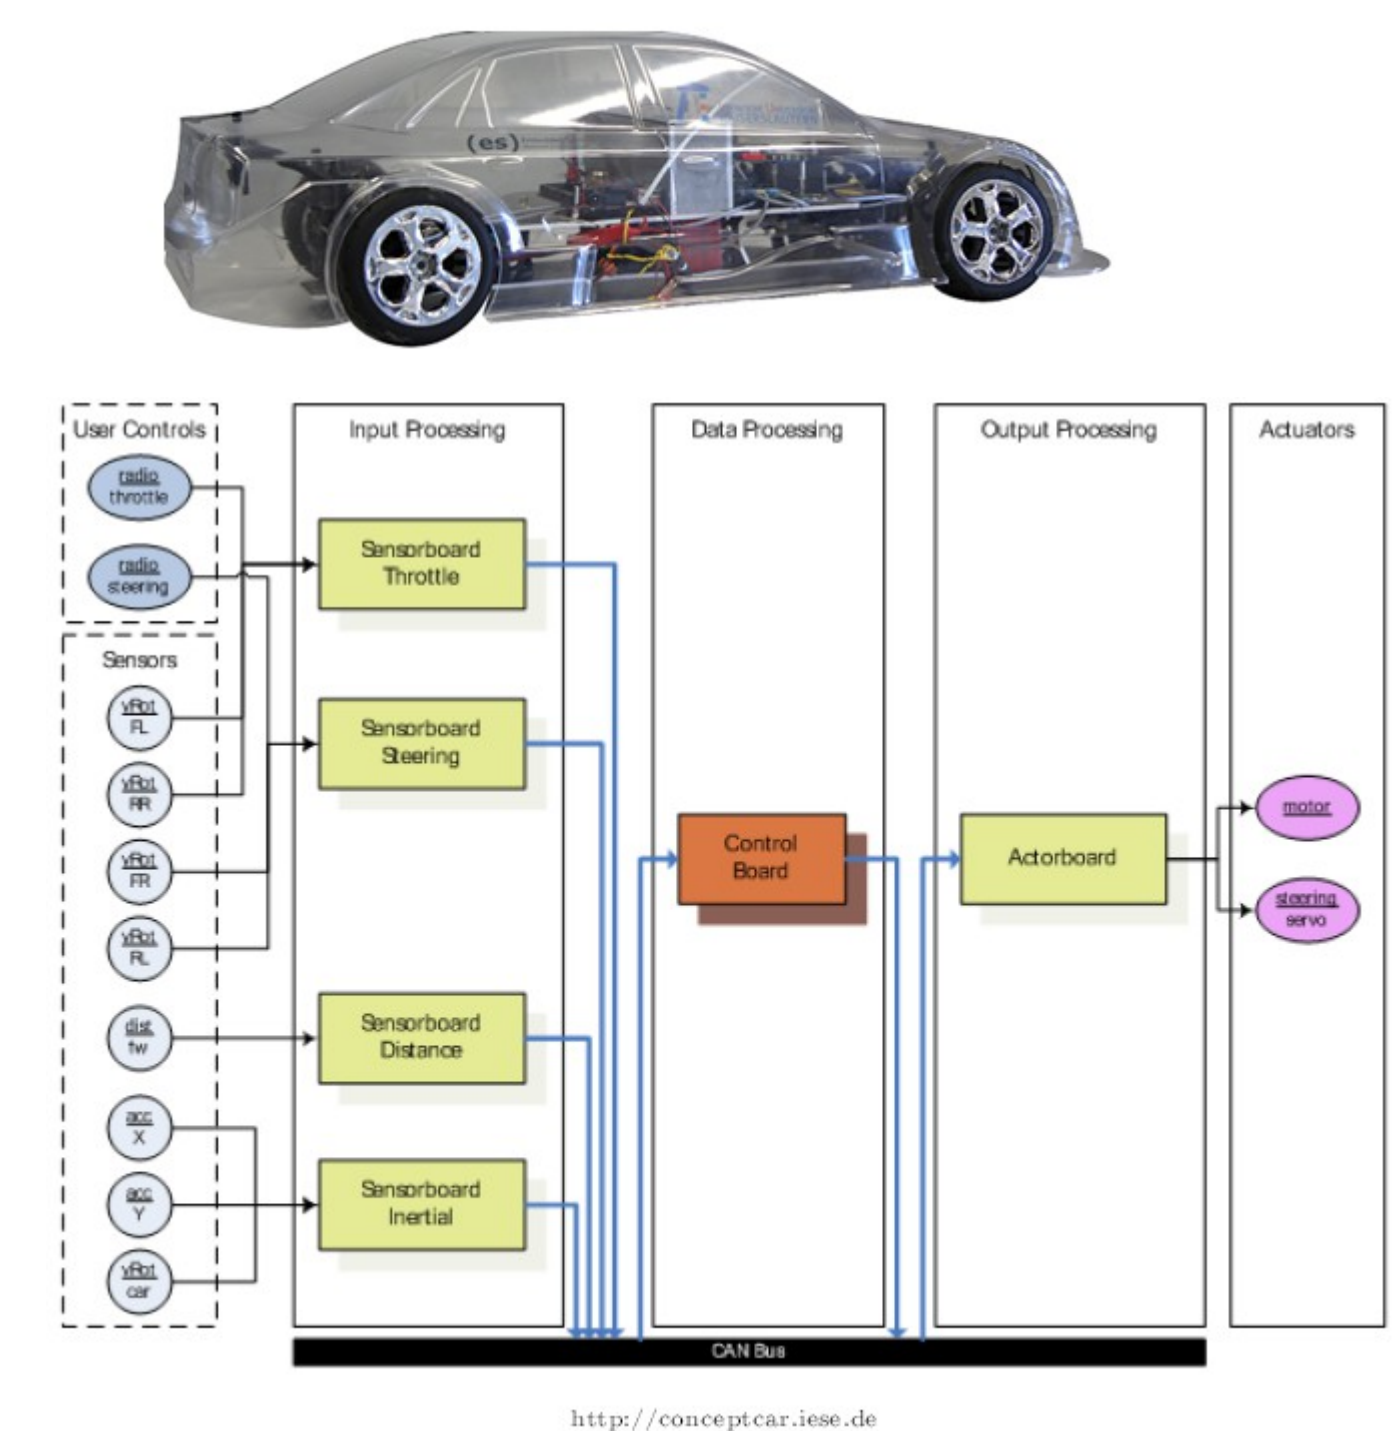 (es)
User Controls
radio
throttle
radio
steering
Sensors
vRot
FL
vRot
RR
vRot
FR
vRot
RL
dist
fw
acc
X
acc
Y
vRot
car
Input Processing
Sensorboard
Throttle
Sensorboard
Steering
Sensorboard
Distance
Sensorboard
Inertial
Data Processing
Control
Board
Output Processing
Actorboard
Actuators
motor
steering
servo
CAN Bus
http://conceptcar.iese.de